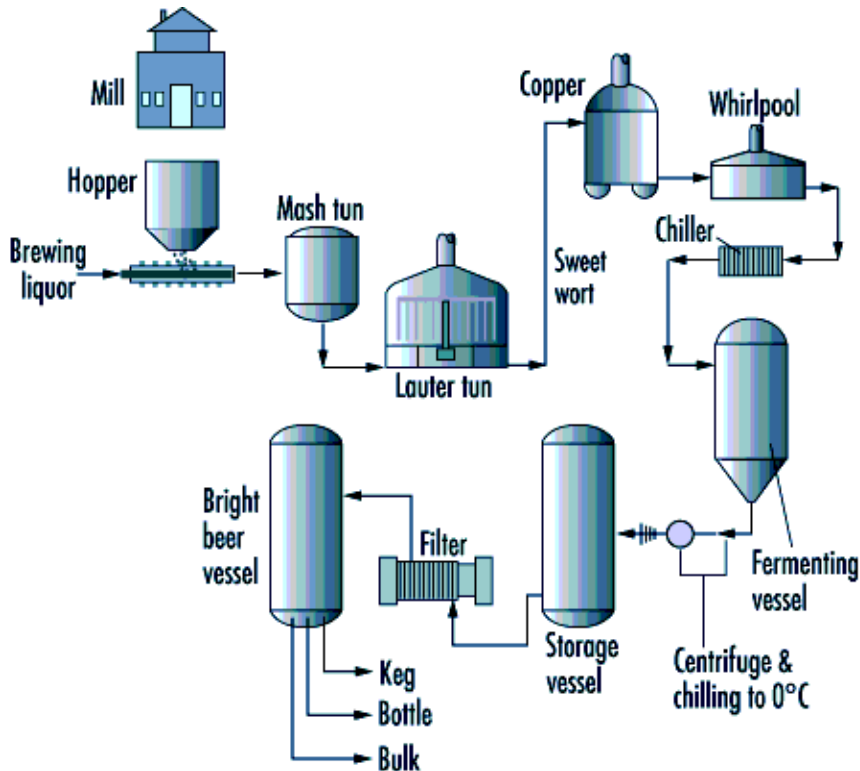 Mill
Hopper
Brewing
liquor
Mash tun
Lauter tun
Sweet
wort
Copper
Whirlpool
Chiller
Fermenting
vessel
Centrifuge &
chilling to 0°C
Storage
vessel
Filter
Bright
beer
vessel
Keg
Bottle
Bulk